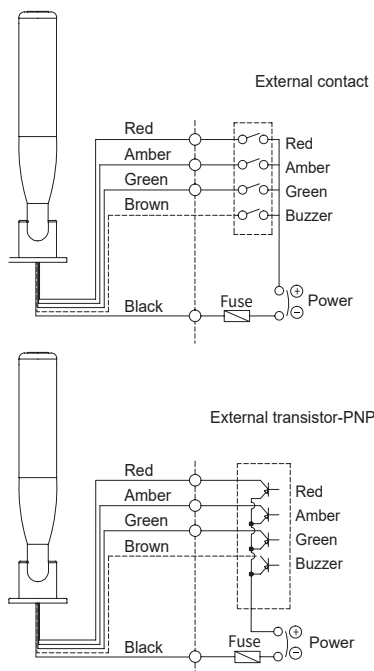 External contact
Red
Red
Amber
Amber
Green
Green
Brown
Buzzer
Black
Fuse
⊕
Power
⊖
External transistor-PNP
Red
Red
Amber
Amber
Green
Green
Brown
Buzzer
Black
Fuse
⊕
Power
⊖